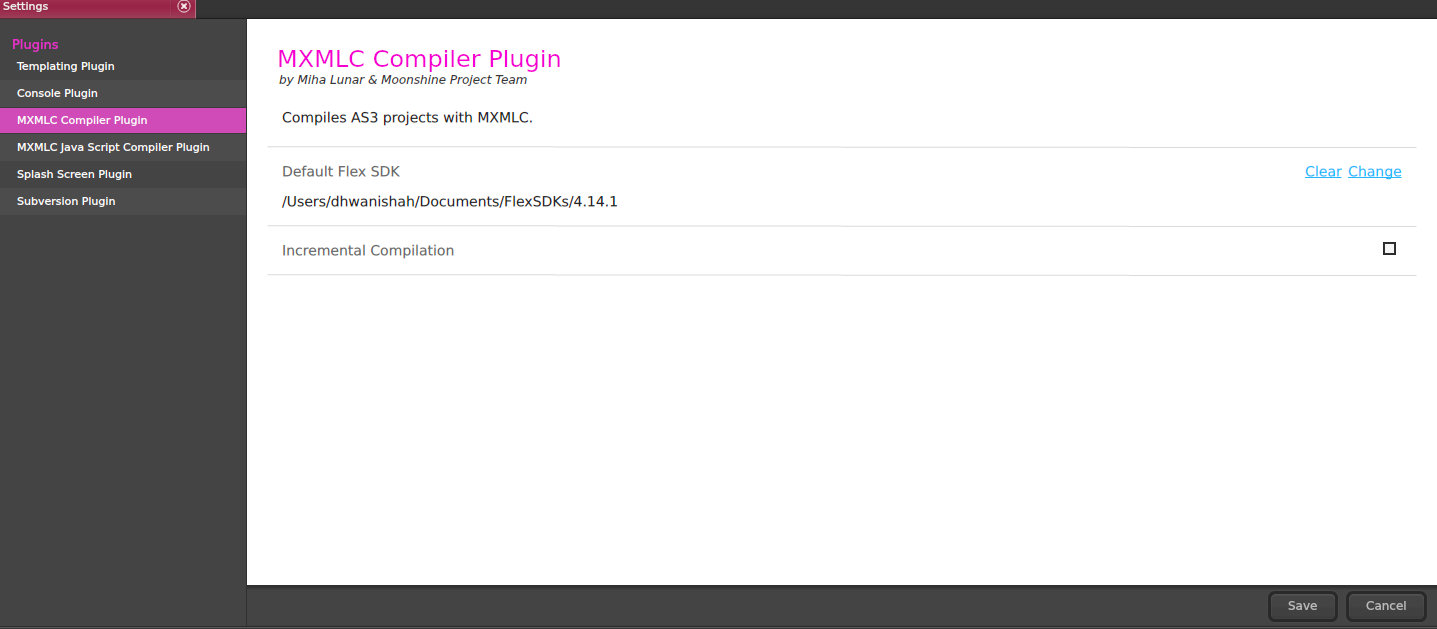 Settings
Plugins
Templating Plugin
Console Plugin
MXMLC Compiler Plugin
MXMLC Java Script Compiler Plugin
Splash Screen Plugin
Subversion Plugin
MXMLC Compiler Plugin
by Miha Lunar & Moonshine Project Team
Compiles AS3 projects with MXMLC.
Default Flex SDK Clear Change
/Users/dhwanishah/Documents/FlexSDKs/4.14.1
Incremental Compilation
Save Cancel